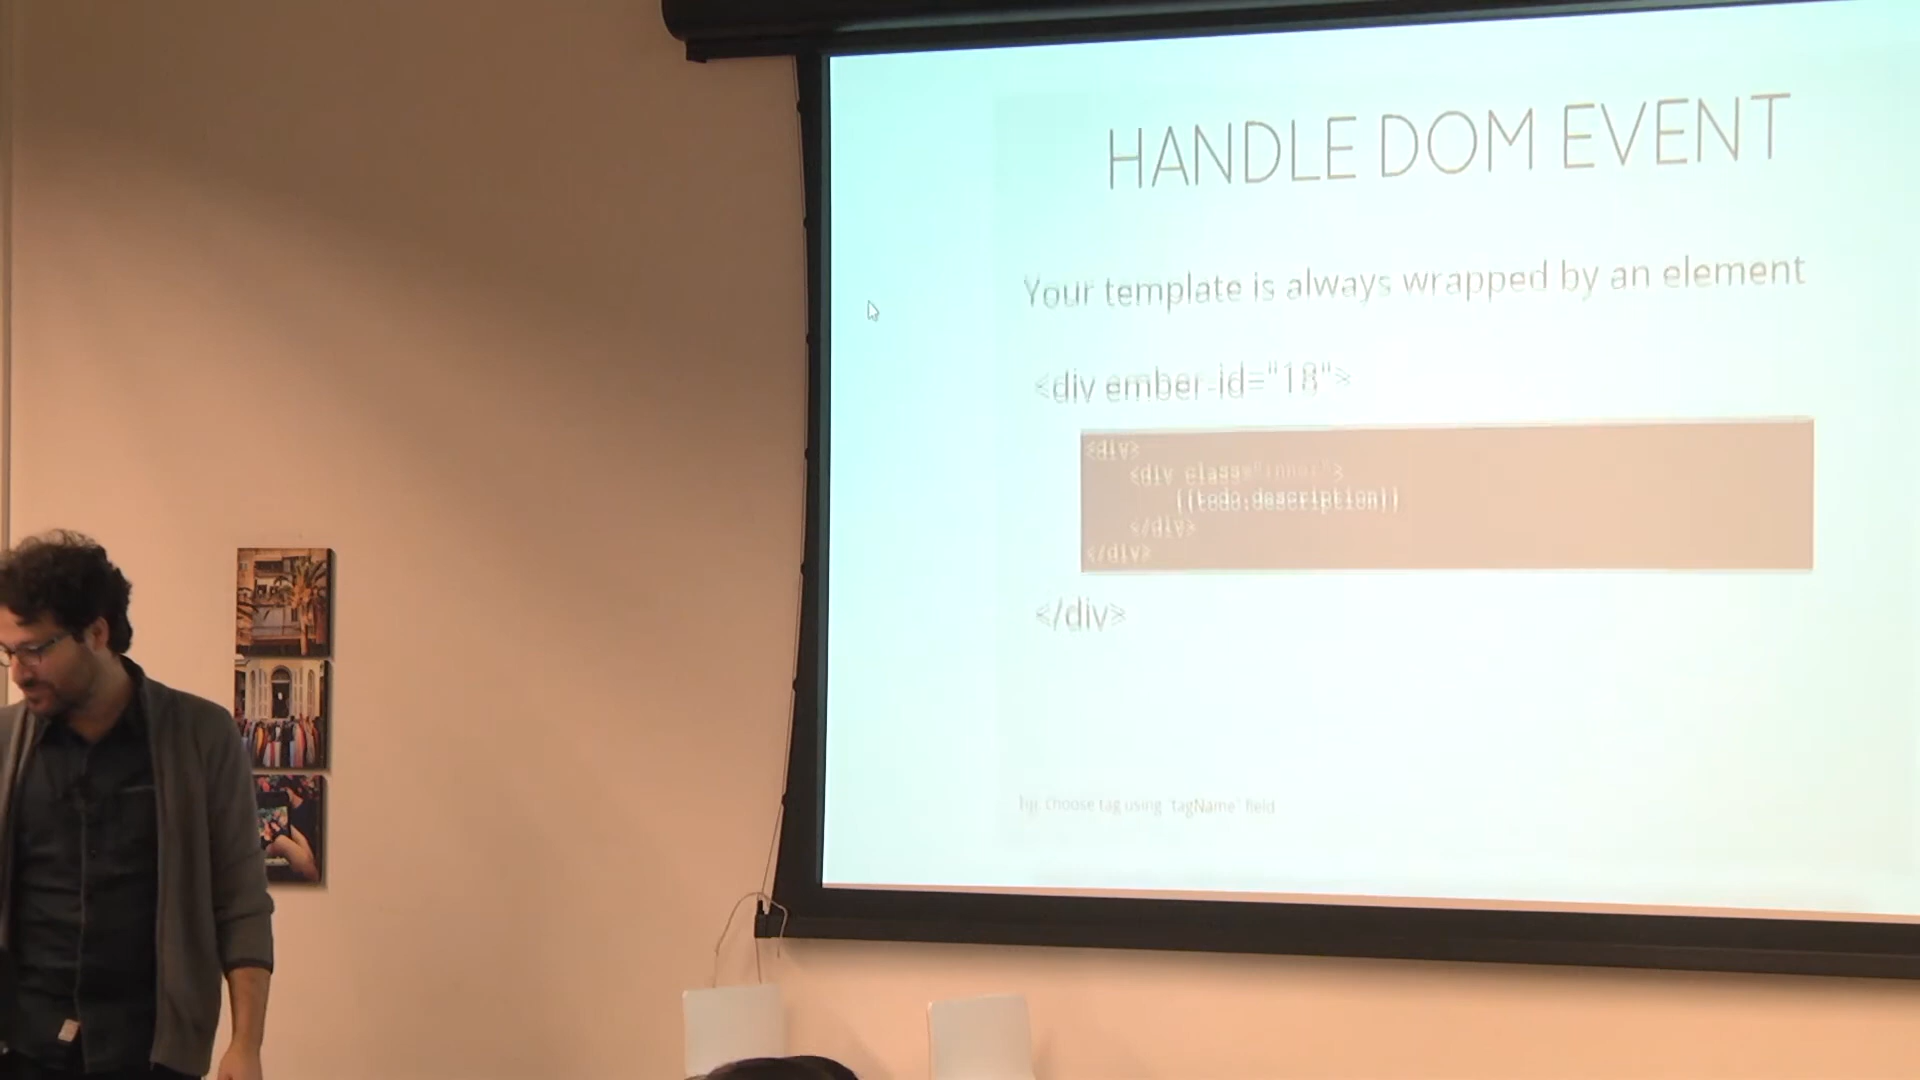 HANDLE DOM EVENT
Your template is always wrapped by an element
<div ember-id="18">
<div>
<div class="inner">
{{todo.description}}
</div>
</div>
</div>
Tip: Choose tag using "tagName" field